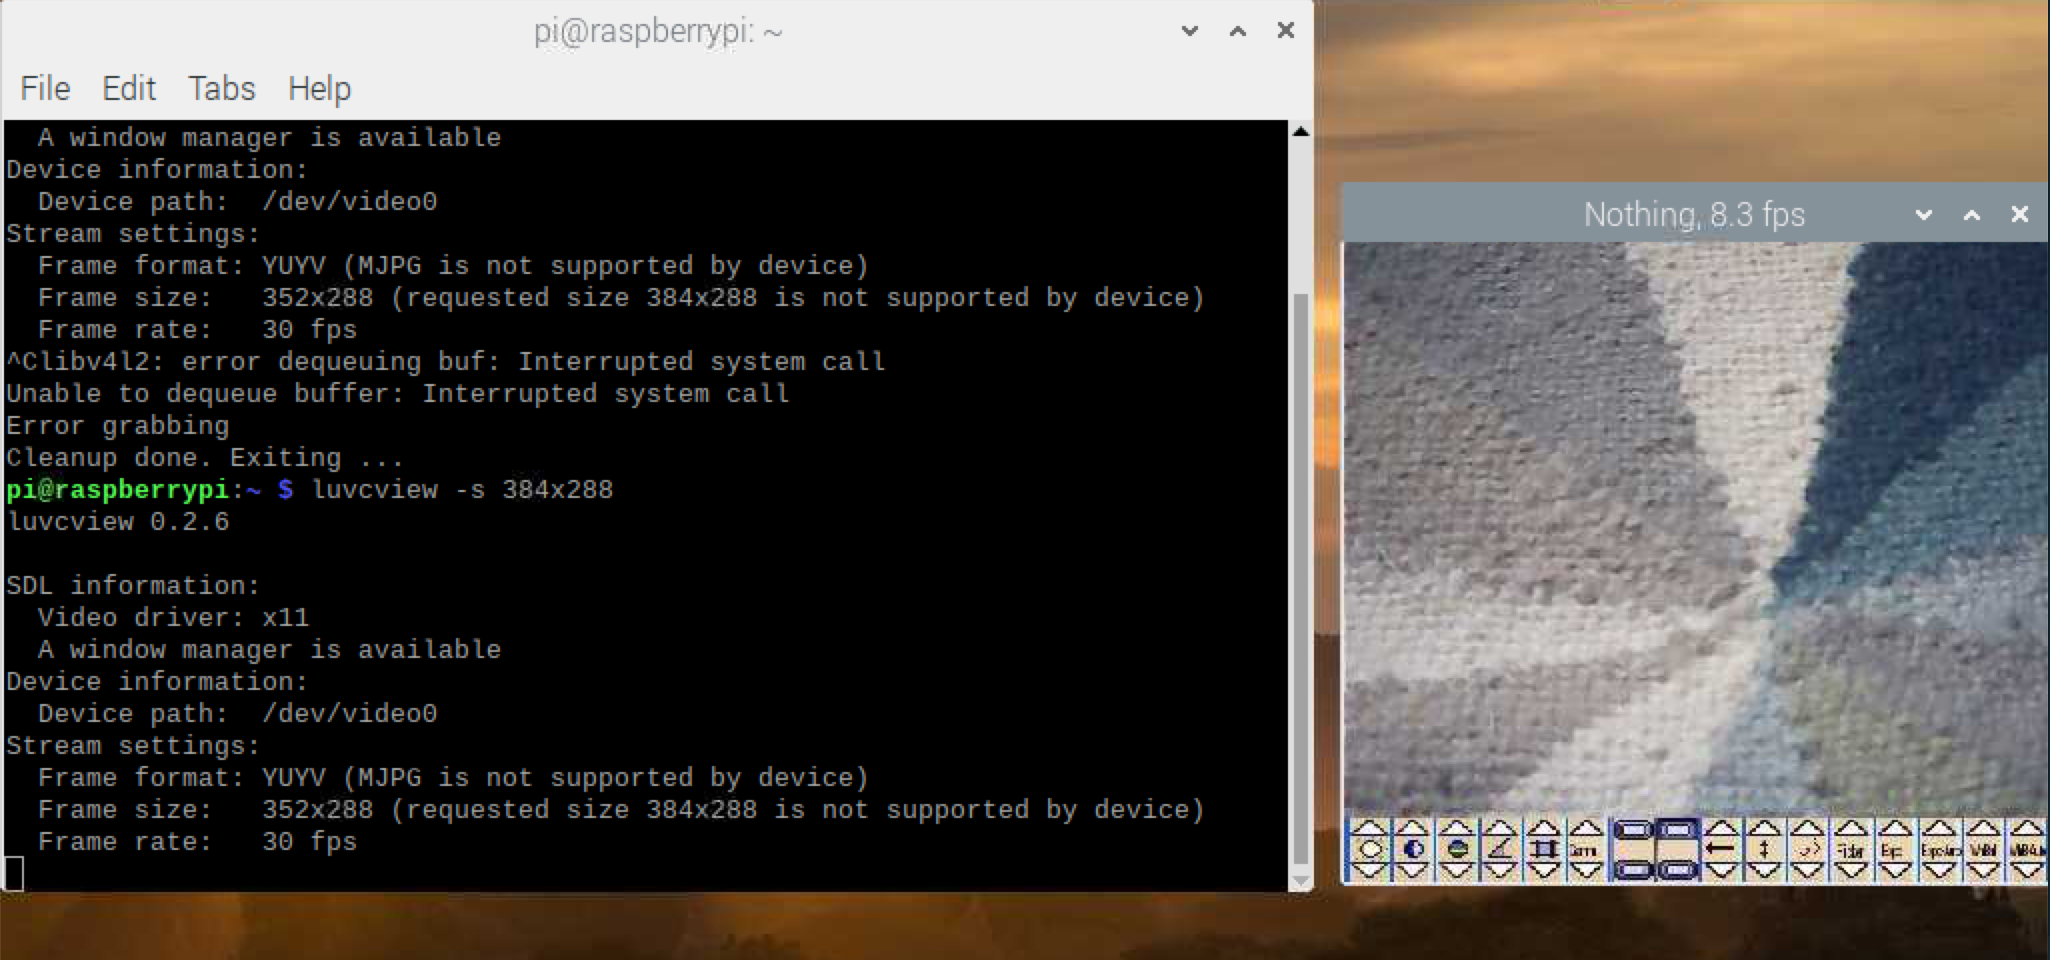 pi@raspberrypi: ~
File Edit Tabs Help
A window manager is available
Device information:
Device path: /dev/video0
Stream settings:
Frame format: YUYV (MJPG is not supported by device)
Frame size: 352x288 (requested size 384x288 is not supported by device)
Frame rate: 30 fps
^Clibv4l2: error dequeuing buf: Interrupted system call
Unable to dequeue buffer: Interrupted system call
Error grabbing
Cleanup done. Exiting ...
pi@raspberrypi:~ $ luvcview -s 384x288
luvcview 0.2.6
SDL information:
Video driver: x11
A window manager is available
Device information:
Device path: /dev/video0
Stream settings:
Frame format: YUYV (MJPG is not supported by device)
Frame size: 352x288 (requested size 384x288 is not supported by device)
Frame rate: 30 fps
Nothing, 8.3 fps